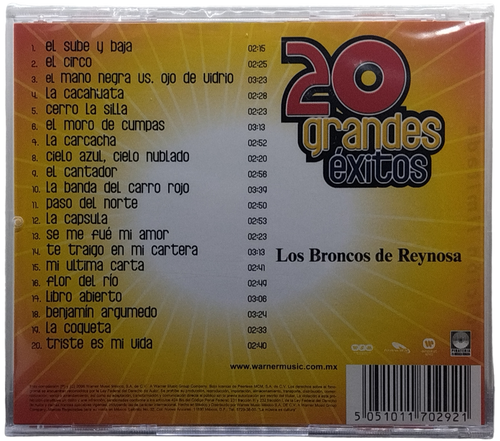 1. el sube y baja 02:15
2. el circo 02:25
3. el mano negra vs. ojo de vidrio 03:23
4. la cacahuata 02:28
5. cerro la silla 02:23
6. el moro de cumpas 03:13
7. la carcacha 02:52
8. cielo azul, cielo nublado 02:20
9. el cantador 02:58
10. la banda del carro rojo 03:39
11. paso del norte 02:50
12. la capsula 02:53
13. se me fué mi amor 02:23
14. te traigo en mi cartera 03:13
15. mi ultima carta 02:41
16. flor del río 02:49
17. libro abierto 03:06
18. benjamín argumedo 03:24
19. la coqueta 02:33
20. triste es mi vida 02:40
20
grandes
éxitos
Los Broncos de Reynosa
www.warnermusic.com.mx
5 051011 702921